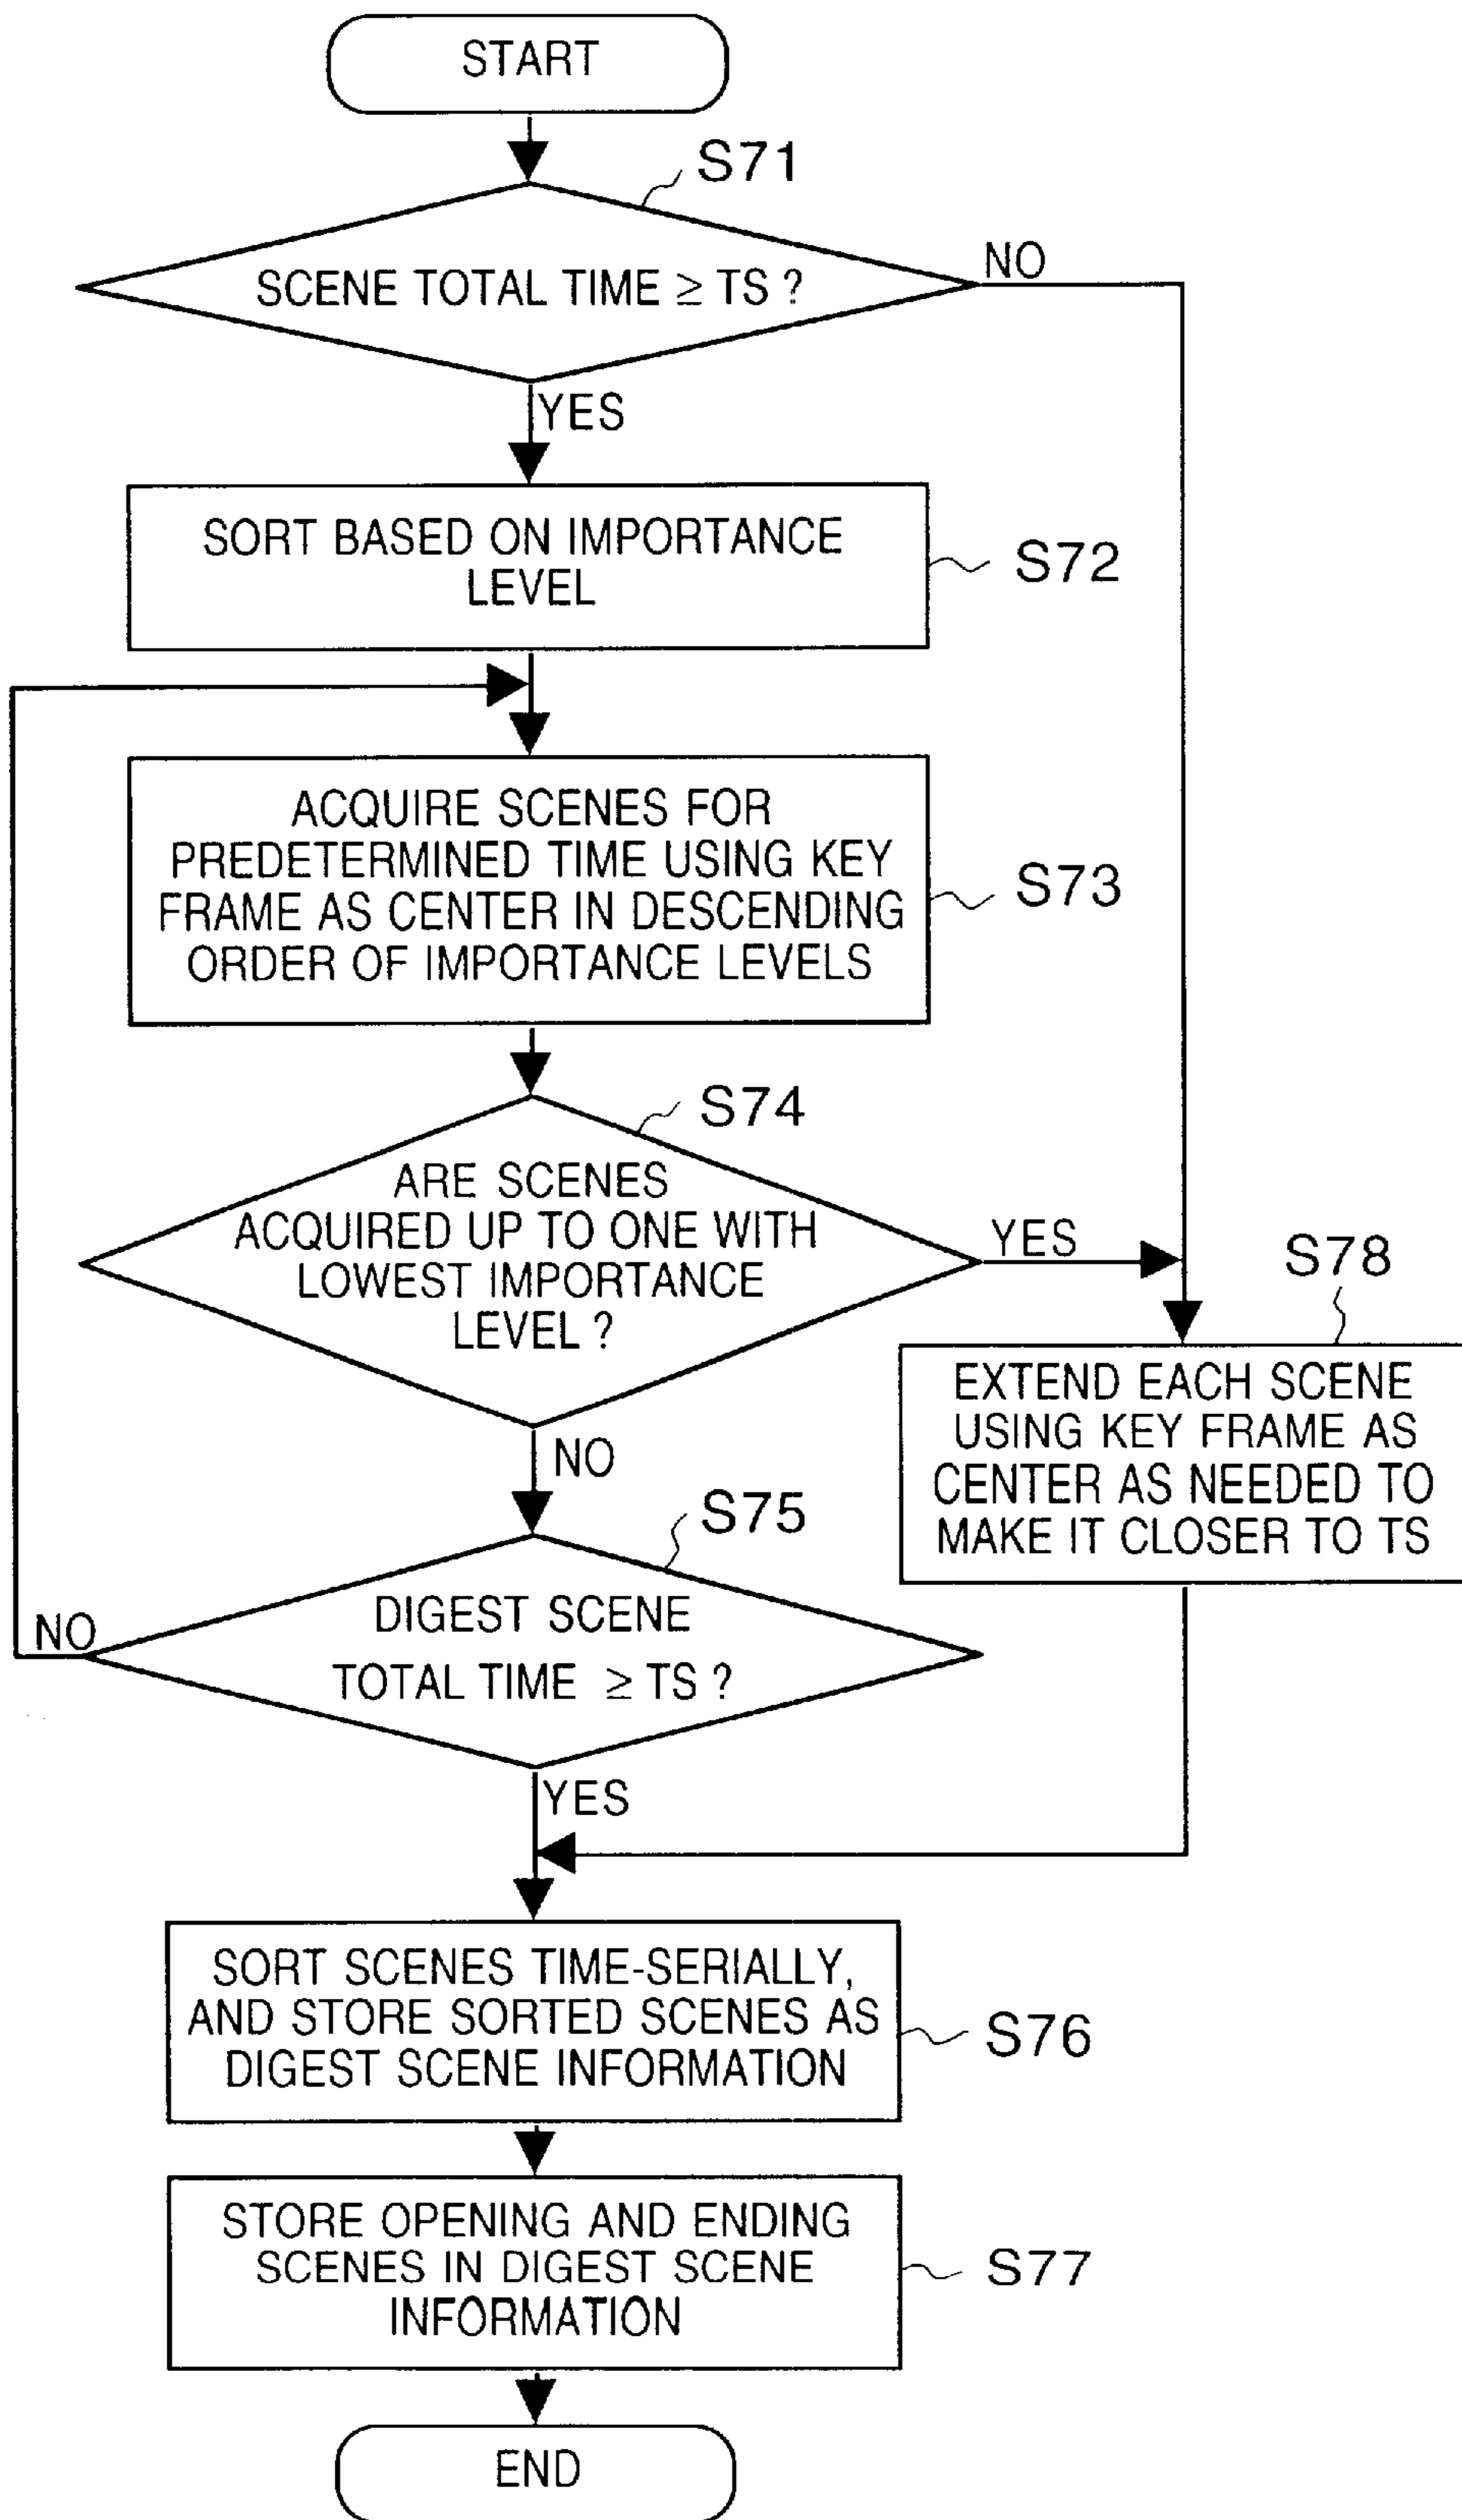 START
S71
SCENE TOTAL TIME ≥ TS ?
NO
YES
SORT BASED ON IMPORTANCE
LEVEL
S72
ACQUIRE SCENES FOR
PREDETERMINED TIME USING KEY
FRAME AS CENTER IN DESCENDING
ORDER OF IMPORTANCE LEVELS
S73
S74
ARE SCENES
ACQUIRED UP TO ONE WITH
LOWEST IMPORTANCE
LEVEL ?
YES
S78
EXTEND EACH SCENE
USING KEY FRAME AS
CENTER AS NEEDED TO
MAKE IT CLOSER TO TS
NO
S75
DIGEST SCENE
TOTAL TIME ≥ TS ?
NO
YES
SORT SCENES TIME-SERIALLY,
AND STORE SORTED SCENES AS
DIGEST SCENE INFORMATION
S76
STORE OPENING AND ENDING
SCENES IN DIGEST SCENE
INFORMATION
S77
END